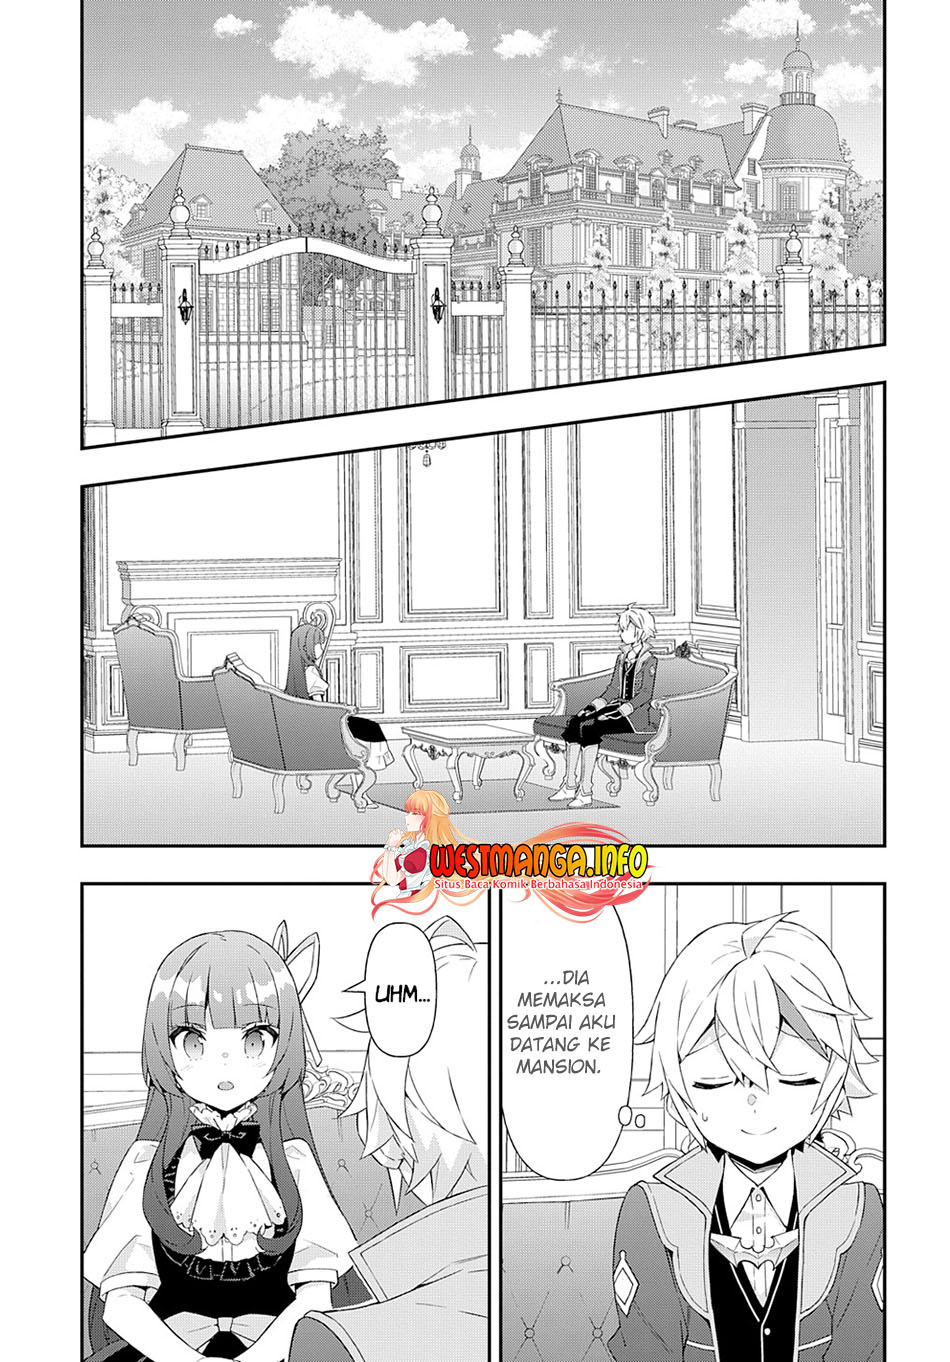 WESTMANGA.INFO
Situs Baca Komik Berbahasa Indonesia
...DIA
MEMAKSA
SAMPAI AKU
DATANG KE
MANSION.
UHM...